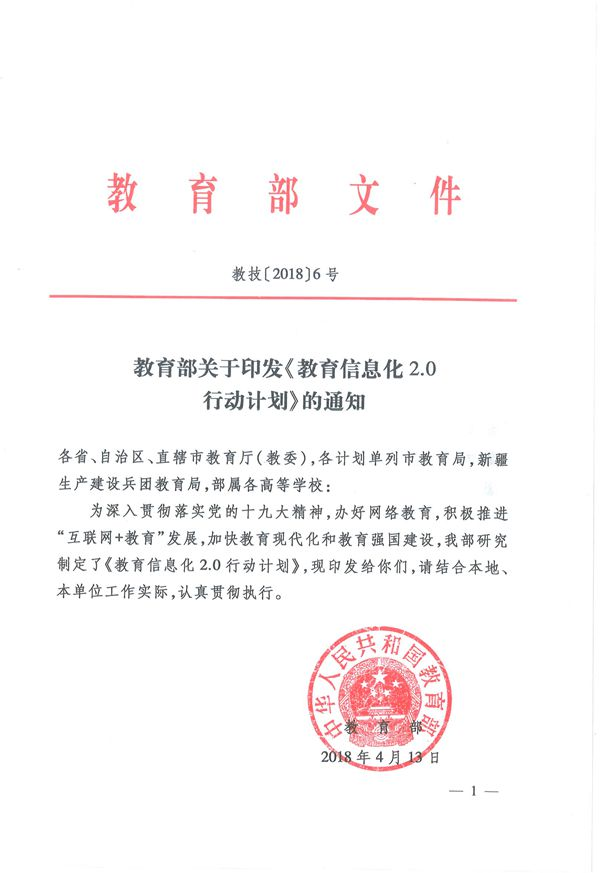 教育部文件
教技〔2018〕6号
教育部关于印发《教育信息化2.0
行动计划》的通知
各省、自治区、直辖市教育厅(教委),各计划单列市教育局,新疆
生产建设兵团教育局,部属各高等学校:
为深入贯彻落实党的十九大精神,办好网络教育,积极推进
“互联网+教育”发展,加快教育现代化和教育强国建设,我部研究
制定了《教育信息化2.0行动计划》,现印发给你们,请结合本地、
本单位工作实际,认真贯彻执行。
中华人民共和国教育部
教育部
2018年4月13日
— 1 —